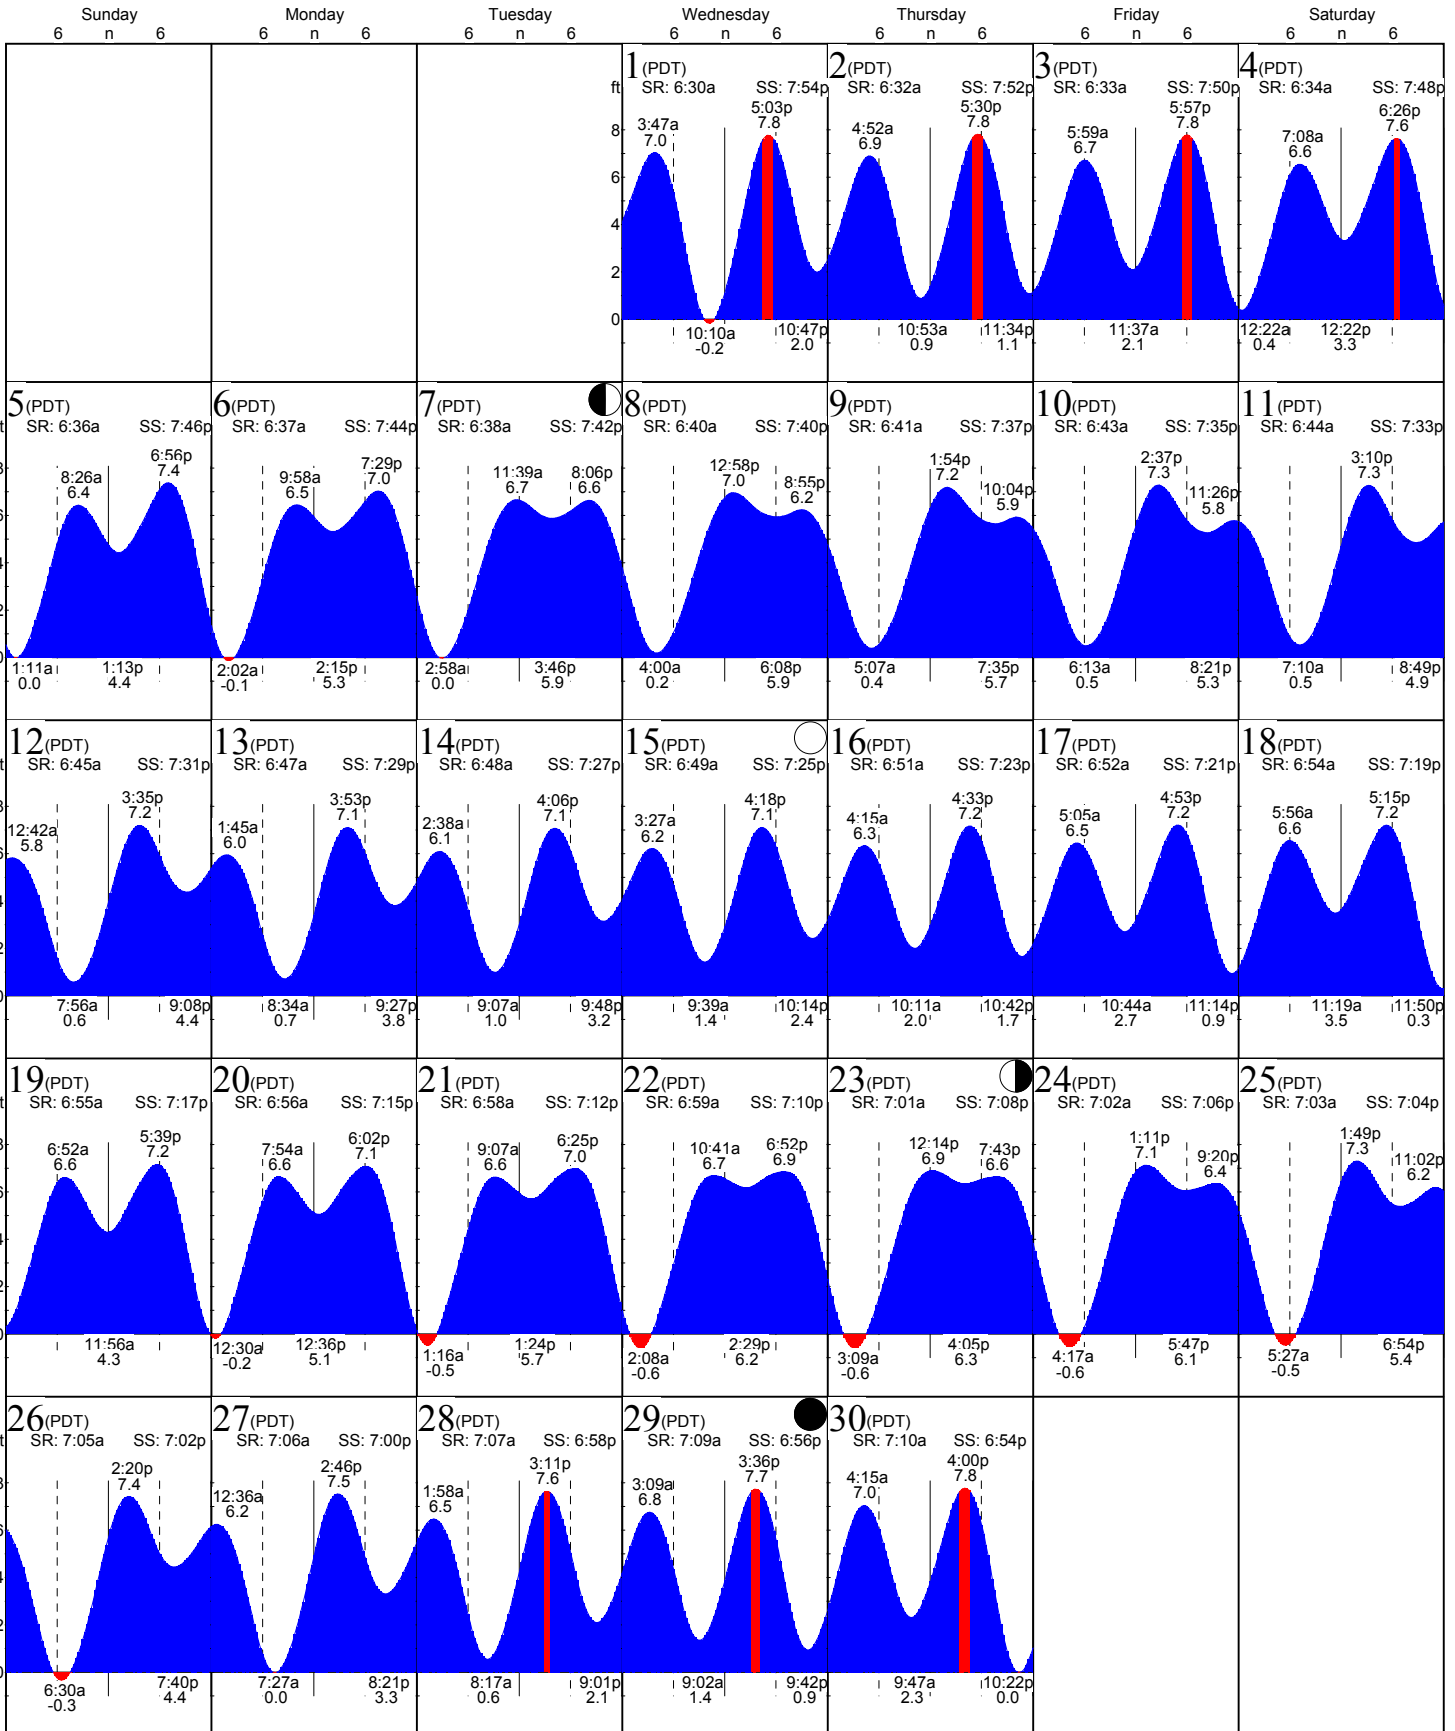 Sunday Monday Tuesday Wednesday Thursday Friday Saturday
6 n 6 6 n 6 6 n 6 6 n 6 6 n 6 6 n 6 6 n 6
1(PDT) 2(PDT) 3(PDT) 4(PDT)
ft SR: 6:30a SS: 7:54p SR: 6:32a SS: 7:52p SR: 6:33a SS: 7:50p SR: 6:34a SS: 7:48p
3:47a 7.0 5:03p 7.8 4:52a 6.9 5:30p 7.8 5:59a 6.7 5:57p 7.8 7:08a 6.6 6:26p 7.6
8
6
4
2
0
10:10a -0.2 10:47p 2.0 10:53a 0.9 11:34p 1.1 11:37a 2.1 12:22a 0.4 12:22p 3.3
5(PDT) 6(PDT) 7(PDT) 8(PDT) 9(PDT) 10(PDT) 11(PDT)
SR: 6:36a SS: 7:46p SR: 6:37a SS: 7:44p SR: 6:38a SS: 7:42p SR: 6:40a SS: 7:40p SR: 6:41a SS: 7:37p SR: 6:43a SS: 7:35p SR: 6:44a SS: 7:33p
8:26a 6.4 6:56p 7.4 9:58a 6.5 7:29p 7.0 11:39a 6.7 8:06p 6.6 12:58p 7.0 8:55p 6.2 1:54p 7.2 10:04p 5.9 2:37p 7.3 11:26p 5.8 3:10p 7.3
1:11a 0.0 1:13p 4.4 2:02a -0.1 2:15p 5.3 2:58a 0.0 3:46p 5.9 4:00a 0.2 6:08p 5.9 5:07a 0.4 7:35p 5.7 6:13a 0.5 8:21p 5.3 7:10a 0.5 8:49p 4.9
12(PDT) 13(PDT) 14(PDT) 15(PDT) 16(PDT) 17(PDT) 18(PDT)
SR: 6:45a SS: 7:31p SR: 6:47a SS: 7:29p SR: 6:48a SS: 7:27p SR: 6:49a SS: 7:25p SR: 6:51a SS: 7:23p SR: 6:52a SS: 7:21p SR: 6:54a SS: 7:19p
12:42a 5.8 3:35p 7.2 1:45a 6.0 3:53p 7.1 2:38a 6.1 4:06p 7.1 3:27a 6.2 4:18p 7.1 4:15a 6.3 4:33p 7.2 5:05a 6.5 4:53p 7.2 5:56a 6.6 5:15p 7.2
7:56a 0.6 9:08p 4.4 8:34a 0.7 9:27p 3.8 9:07a 1.0 9:48p 3.2 9:39a 1.4 10:14p 2.4 10:11a 2.0 10:42p 1.7 10:44a 2.7 11:14p 0.9 11:19a 3.5 11:50p 0.3
19(PDT) 20(PDT) 21(PDT) 22(PDT) 23(PDT) 24(PDT) 25(PDT)
SR: 6:55a SS: 7:17p SR: 6:56a SS: 7:15p SR: 6:58a SS: 7:12p SR: 6:59a SS: 7:10p SR: 7:01a SS: 7:08p SR: 7:02a SS: 7:06p SR: 7:03a SS: 7:04p
6:52a 6.6 5:39p 7.2 7:54a 6.6 6:02p 7.1 9:07a 6.6 6:25p 7.0 10:41a 6.7 6:52p 6.9 12:14p 6.9 7:43p 6.6 1:11p 7.1 9:20p 6.4 1:49p 7.3 11:02p 6.2
11:56a 4.3 12:30a -0.2 12:36p 5.1 1:16a -0.5 1:24p 5.7 2:08a -0.6 2:29p 6.2 3:09a -0.6 4:05p 6.3 4:17a -0.6 5:47p 6.1 5:27a -0.5 6:54p 5.4
26(PDT) 27(PDT) 28(PDT) 29(PDT) 30(PDT)
SR: 7:05a SS: 7:02p SR: 7:06a SS: 7:00p SR: 7:07a SS: 6:58p SR: 7:09a SS: 6:56p SR: 7:10a SS: 6:54p
2:20p 7.4 12:36a 6.2 2:46p 7.5 1:58a 6.5 3:11p 7.6 3:09a 6.8 3:36p 7.7 4:15a 7.0 4:00p 7.8
6:30a -0.3 7:40p 4.4 7:27a 0.0 8:21p 3.3 8:17a 0.6 9:01p 2.1 9:02a 1.4 9:42p 0.9 9:47a 2.3 10:22p 0.0